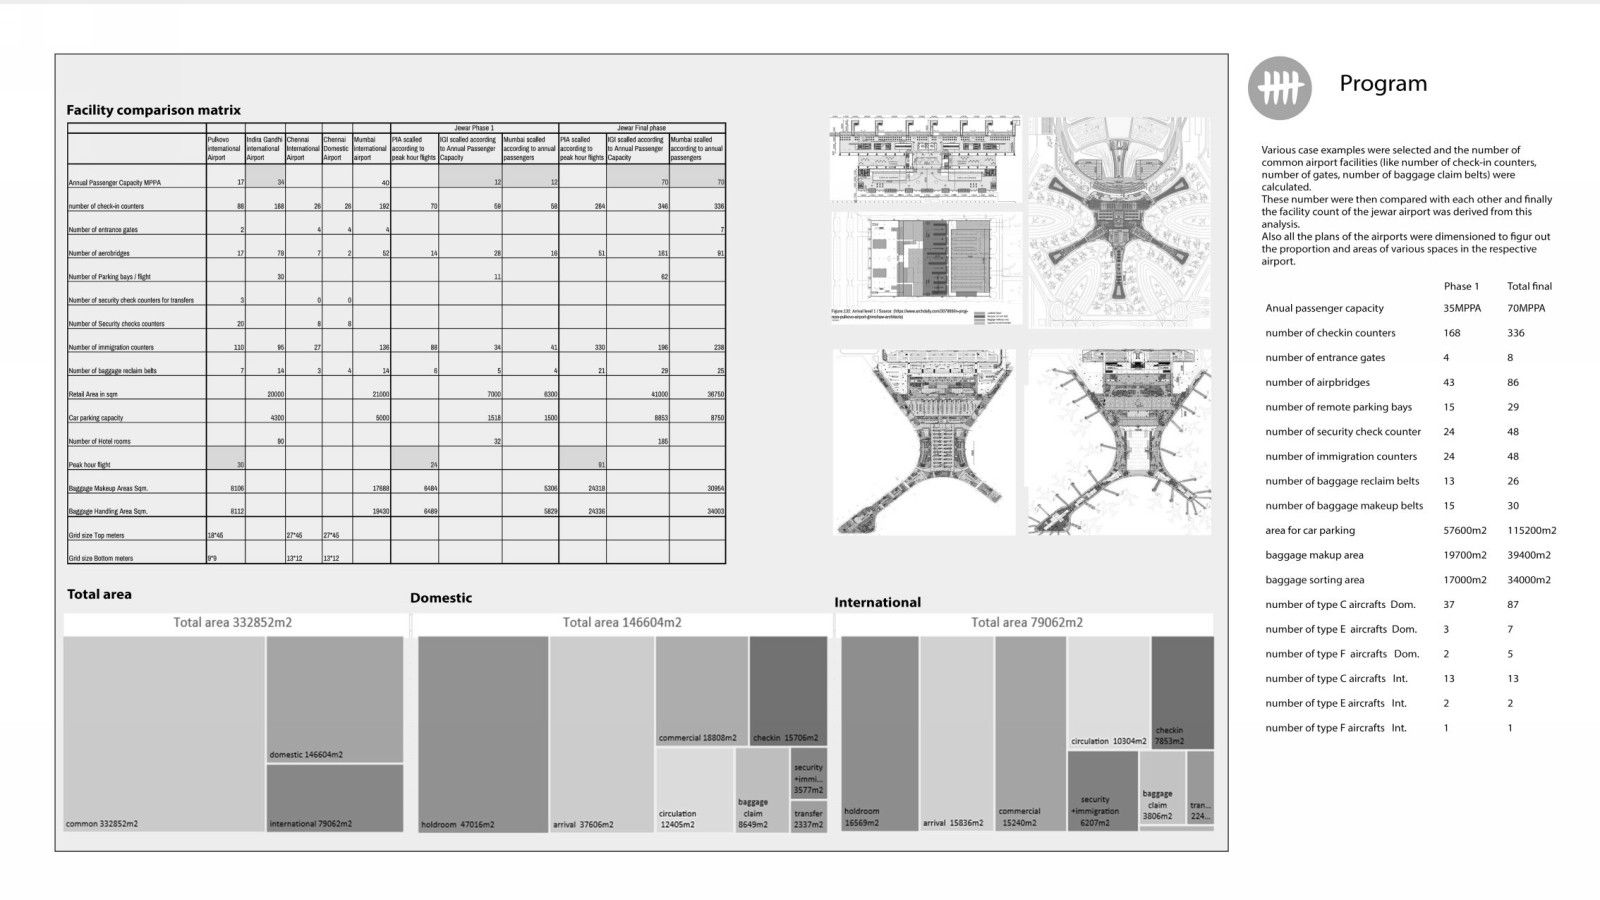 Program
Various case examples were selected and the number of
common airport facilities (like number of check-in counters,
number of gates, number of baggage claim belts) were
calculated.
These number were then compared with each other and finally
the facility count of the jewar airport was derived from this
analysis.
Also all the plans of the airports were dimensioned to figur out
the proportion and areas of various spaces in the respective
airport.
Phase 1 Total final
Anual passenger capacity 35MPPA 70MPPA
number of checkin counters 168 336
number of entrance gates 4 8
number of airpbridges 43 86
number of remote parking bays 15 29
number of security check counter 24 48
number of immigration counters 24 48
number of baggage reclaim belts 13 26
number of baggage makeup belts 15 30
area for car parking 57600m2 115200m2
baggage makup area 19700m2 39400m2
baggage sorting area 17000m2 34000m2
number of type C aircrafts Dom. 37 87
number of type E aircrafts Dom. 3 7
number of type F aircrafts Dom. 2 5
number of type C aircrafts Int. 13 13
number of type E aircrafts Int. 2 2
number of type F aircrafts Int. 1 1
Facility comparison matrix
Jewar Phase 1 Jewar Final phase
Pulkovo Indira Gandhi Chennai Chennai Mumbai PIA scalled IGI scalled according Mumbai scalled PIA scalled IGI scalled according Mumbai scalled
International international International Domestic international according to to Annual Passenger according to annual according to to Annual Passenger according to annual
Airport Airport Airport Airport airport peak hour flights Capacity passengers peak hour flights Capacity passengers
Annual Passenger Capacity MPPA 17 34 40 12 12 70 70
number of check-in counters 88 168 26 26 192 70 59 58 264 346 336
Number of entrance gates 2 4 4 4 7
Number of aerobridges 17 78 7 2 52 14 28 16 51 161 91
Number of Parking bays / flight 30 11 62
Number of security check counters for transfers 3 0 0
Number of Security checks counters 20 8 8
Number of immigration counters 110 95 27 136 88 34 41 330 196 238
Number of baggage reclaim belts 7 14 3 4 14 6 5 4 21 29 25
Retail Area in sqm 20000 21000 7000 6300 41000 36750
Car parking capacity 4300 5000 1518 1500 8853 8750
Number of Hotel rooms 90 32 185
Peak hour flight 30 24 91
Baggage Makeup Areas Sqm. 8106 17688 6484 5306 24318 30954
Baggage Handling Area Sqm. 8112 19430 6489 5829 24336 34003
Grid size Top meters 18*45 27*45 27*45
Grid size Bottom meters 9*9 13*12 13*12
Total area
Total area 332852m2
common 332852m2
domestic 146604m2
international 79062m2
Domestic
Total area 146604m2
holdroom 47016m2
arrival 37606m2
commercial 18808m2
checkin 15706m2
circulation
12405m2
baggage
claim
8649m2
security
+immi...
3577m2
transfer
2337m2
International
Total area 79062m2
holdroom
16569m2
arrival 15836m2
commercial
15240m2
circulation 10304m2
checkin
7853m2
security
+immigration
6207m2
baggage
claim
3806m2
tran...
224...